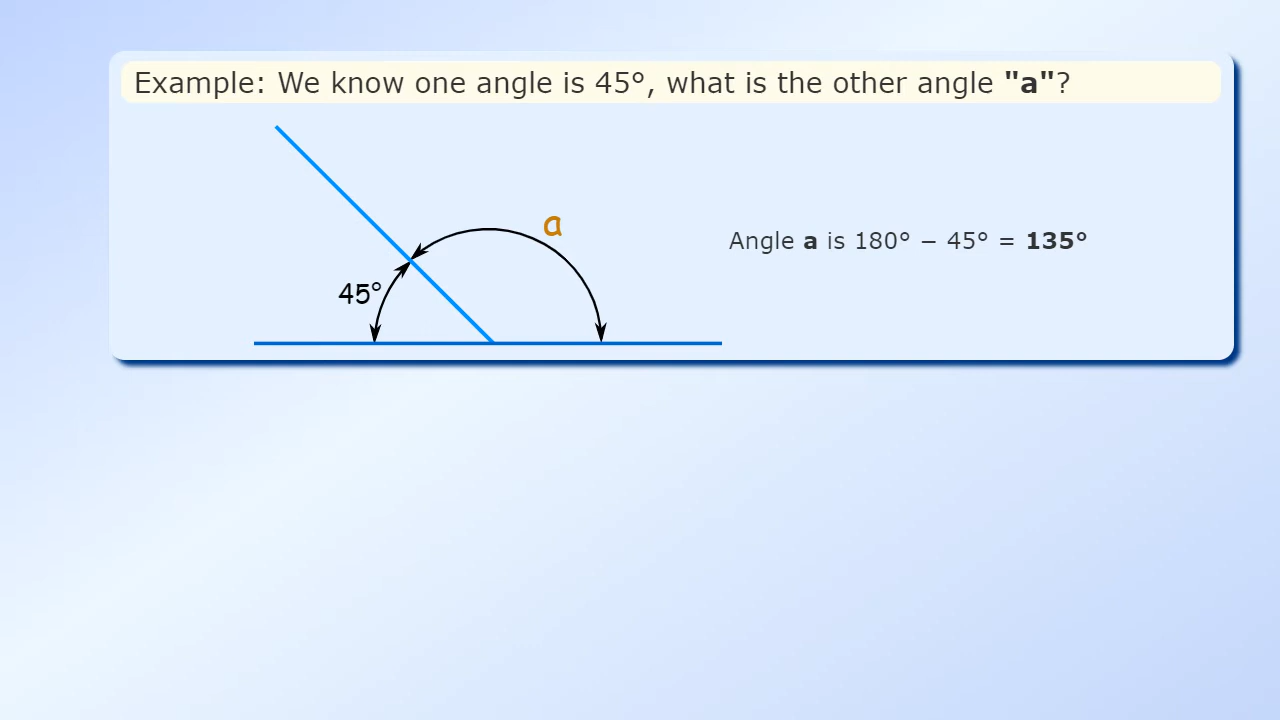 Example: We know one angle is 45°, what is the other angle "a"?
a
Angle a is 180° − 45° = 135°
45°